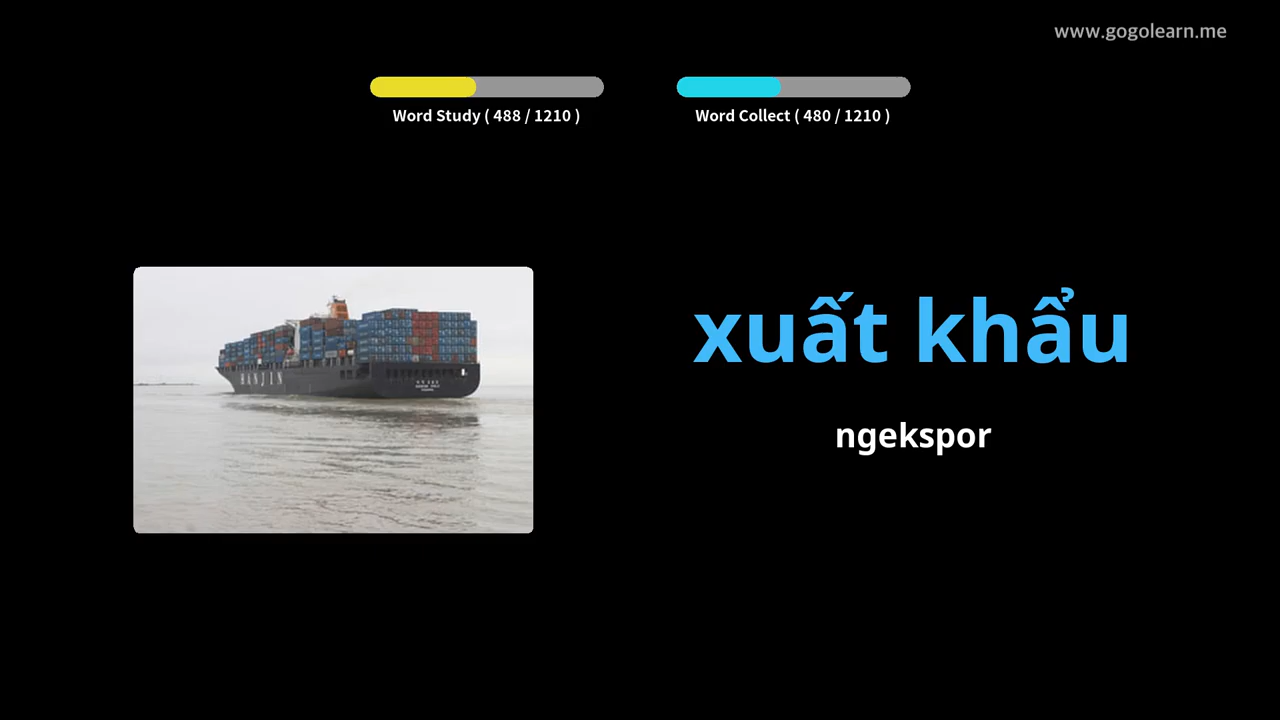 www.gogolearn.me
Word Study ( 488 / 1210 )
Word Collect ( 480 / 1210 )
xuất khẩu
ngekspor
HANJIN